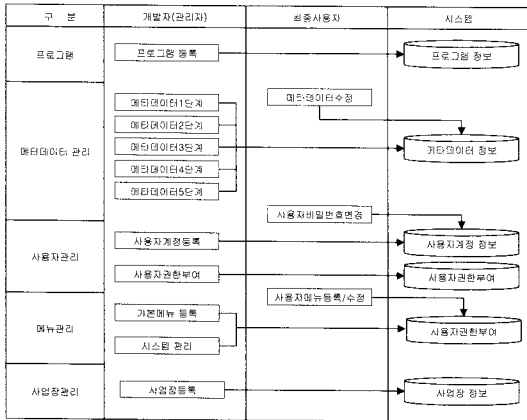 구 분 개발자(관리자) 최종사용자 시스템
프로그램 프로그램 등록 프로그램 정보
메타데이터1단계 메타데이터수정
메타데이터2단계
메타데이터 관리 메타데이터3단계 메타데이터 정보
메타데이터4단계
메타데이터5단계
사용자비밀번호변경
사용자관리 사용자계정등록 사용자계정 정보
사용자권한부여 사용자권한부여
사용자메뉴등록/수정
메뉴관리 기본메뉴 등록 사용자권한부여
시스템 관리
사업장관리 사업장등록 사업장 정보